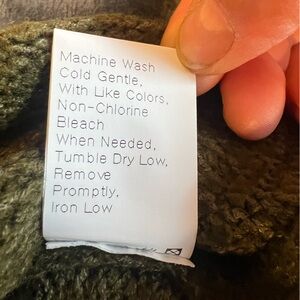 Machine Wash
Cold Gentle,
With Like Colors,
Non-Chlorine
Bleach
When Needed,
Tumble Dry Low,
Remove
Promptly,
Iron Low